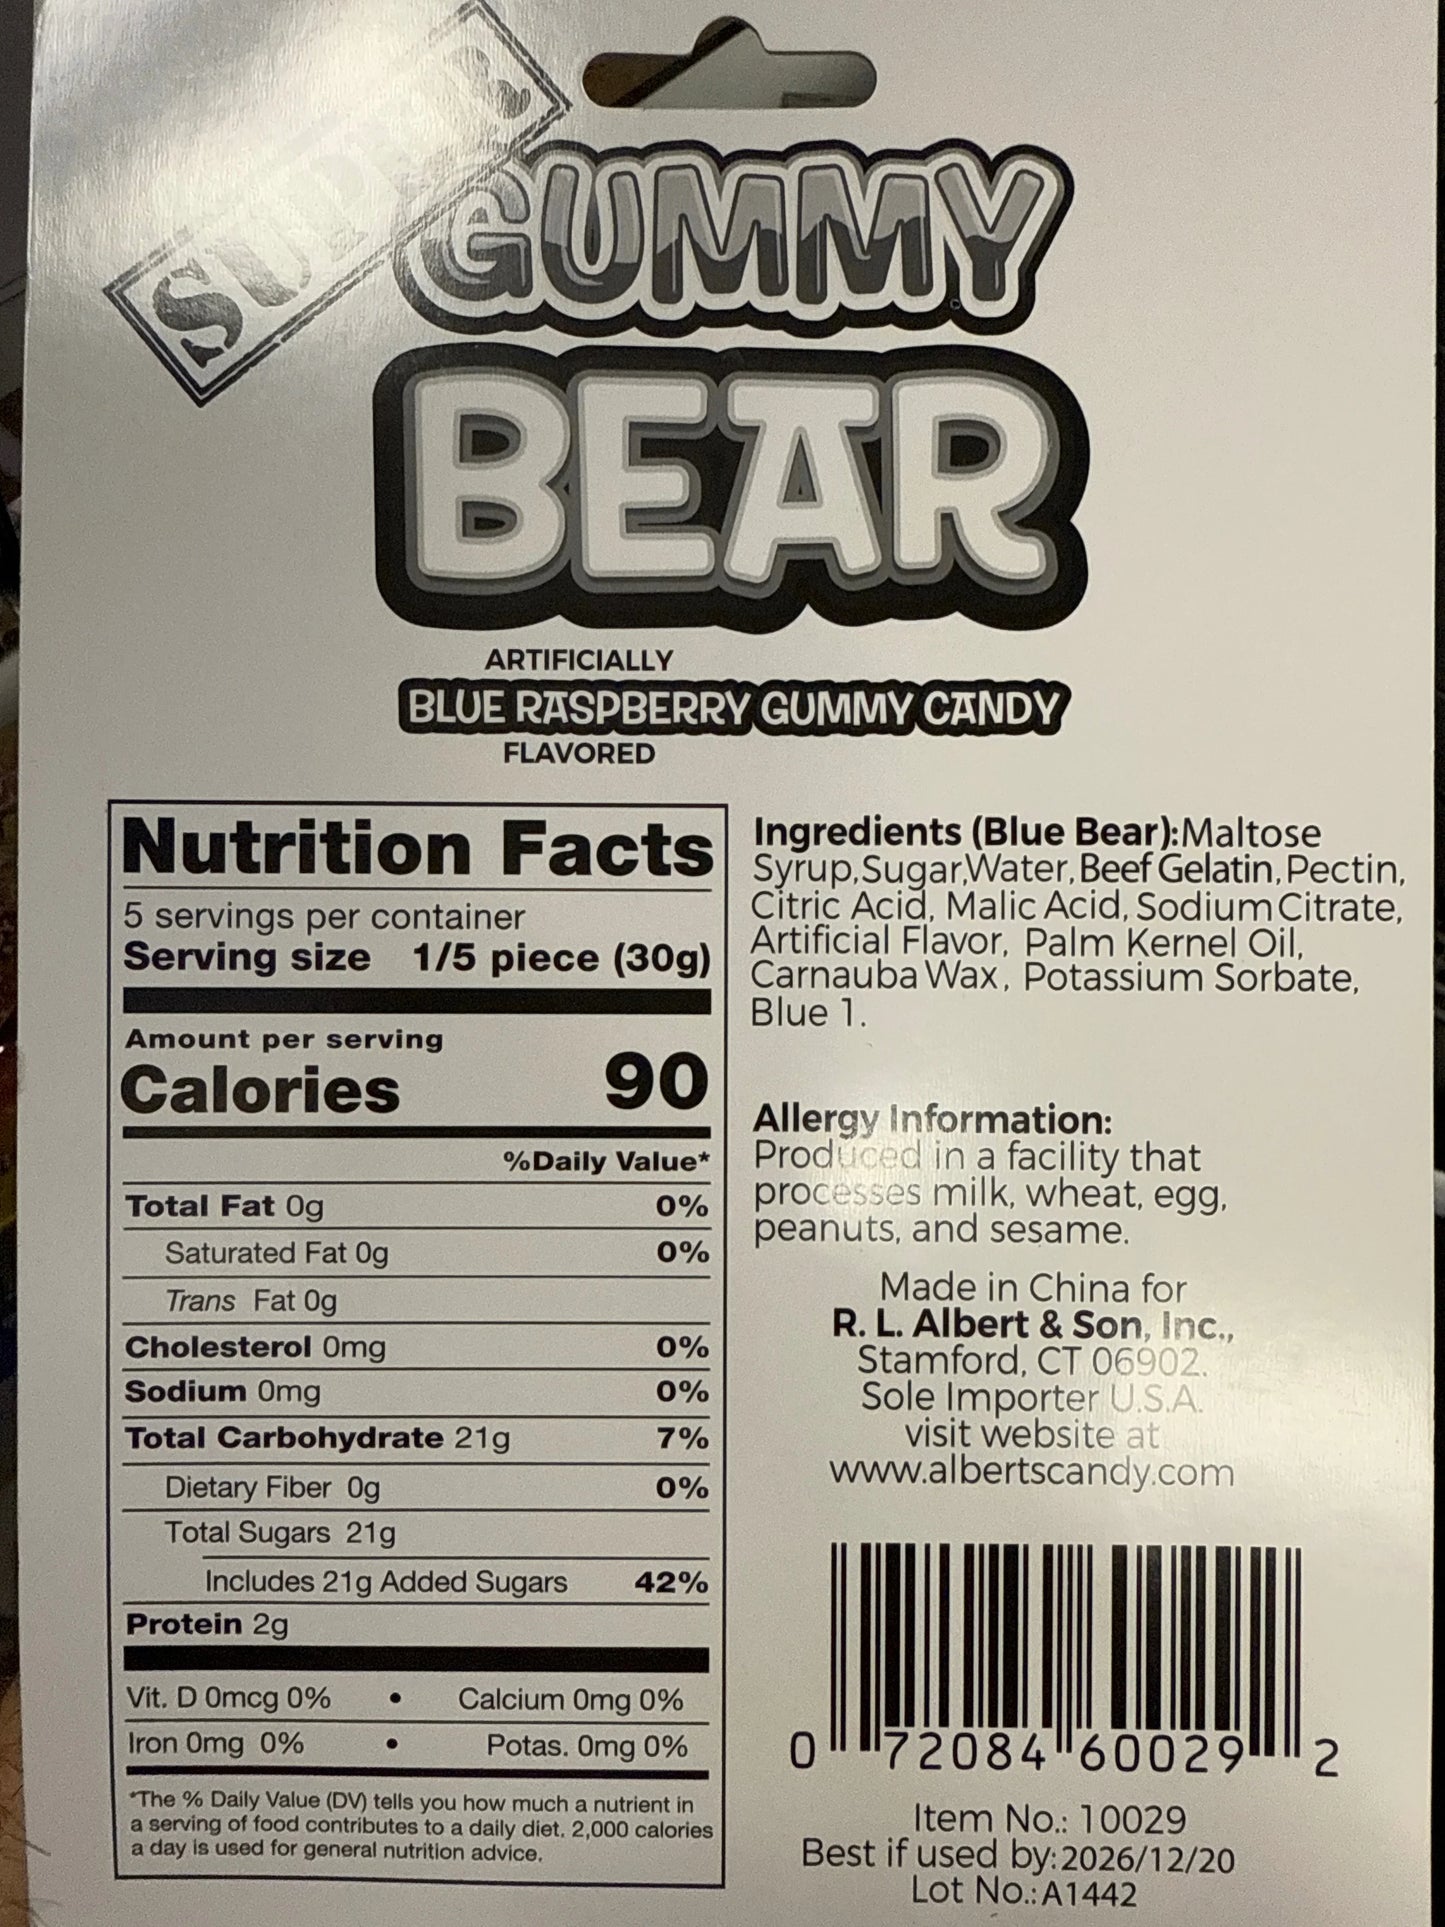 SUPER
GUMMY
BEAR
ARTIFICIALLY
BLUE RASPBERRY GUMMY CANDY
FLAVORED
Nutrition Facts
5 servings per container
Serving size 1/5 piece (30g)
Amount per serving
Calories 90
%Daily Value*
Total Fat 0g 0%
Saturated Fat 0g 0%
Trans Fat 0g
Cholesterol 0mg 0%
Sodium 0mg 0%
Total Carbohydrate 21g 7%
Dietary Fiber 0g 0%
Total Sugars 21g
Includes 21g Added Sugars 42%
Protein 2g
Vit. D 0mcg 0% • Calcium 0mg 0%
Iron 0mg 0% • Potas. 0mg 0%
*The % Daily Value (DV) tells you how much a nutrient in
a serving of food contributes to a daily diet. 2,000 calories
a day is used for general nutrition advice.
Ingredients (Blue Bear):Maltose
Syrup,Sugar,Water,Beef Gelatin,Pectin,
Citric Acid, Malic Acid, Sodium Citrate,
Artificial Flavor, Palm Kernel Oil,
Carnauba Wax, Potassium Sorbate,
Blue 1.
Allergy Information:
Produced in a facility that
processes milk, wheat, egg,
peanuts, and sesame.
Made in China for
R. L. Albert & Son, Inc.,
Stamford, CT 06902.
Sole Importer U.S.A.
visit website at
www.albertscandy.com
0 72084 60029 2
Item No.: 10029
Best if used by:2026/12/20
Lot No.:A1442